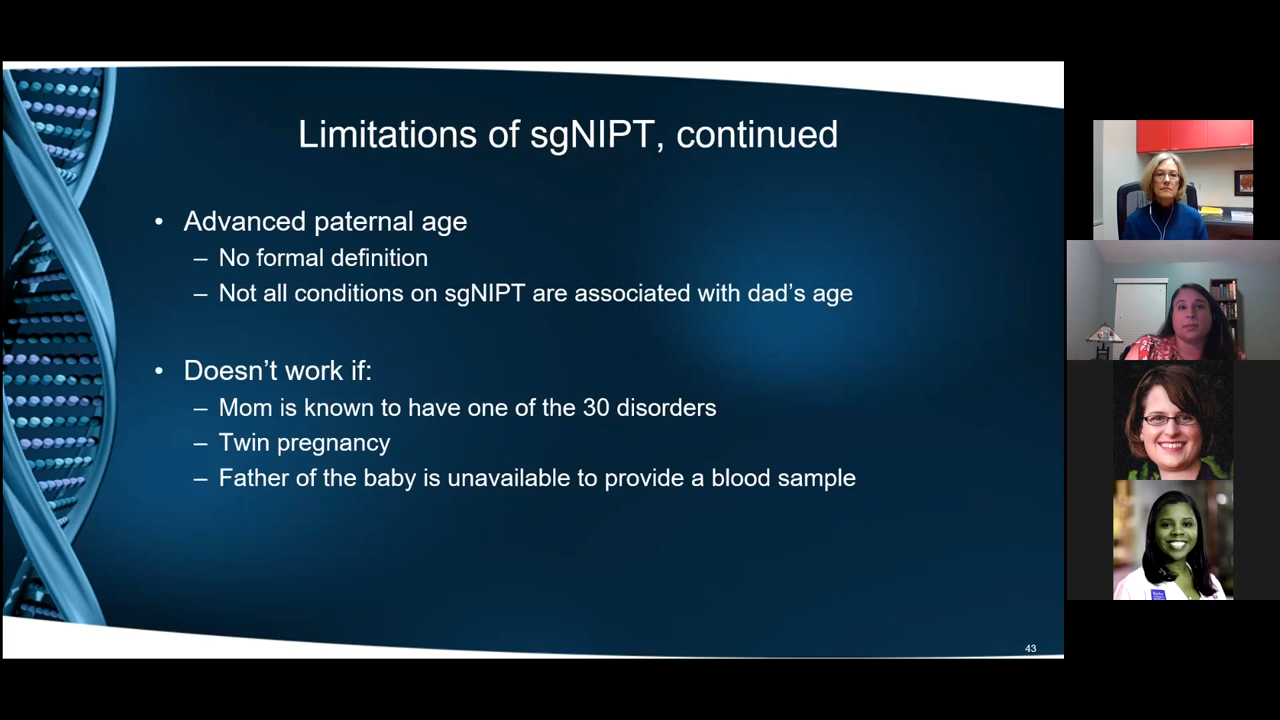 Limitations of sgNIPT, continued
• Advanced paternal age
– No formal definition
– Not all conditions on sgNIPT are associated with dad’s age
• Doesn’t work if:
– Mom is known to have one of the 30 disorders
– Twin pregnancy
– Father of the baby is unavailable to provide a blood sample
43